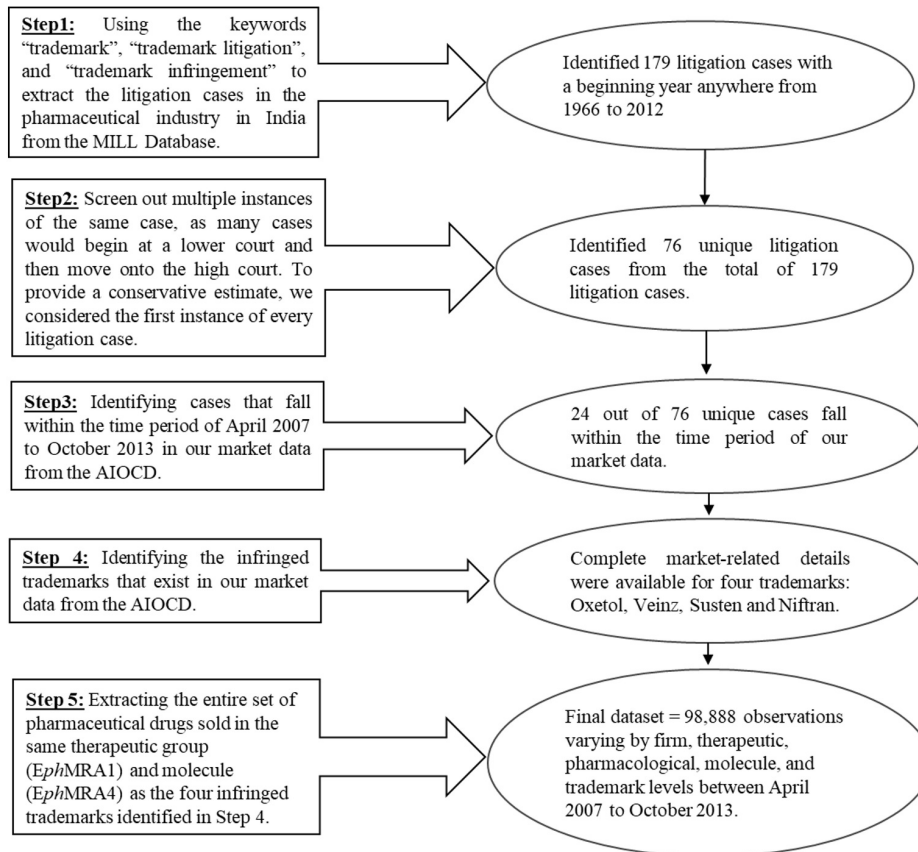 Step1: Using the keywords
“trademark”, “trademark litigation”,
and “trademark infringement” to
extract the litigation cases in the
pharmaceutical industry in India
from the MILL Database.
Identified 179 litigation cases with
a beginning year anywhere from
1966 to 2012
Step2: Screen out multiple instances
of the same case, as many cases
would begin at a lower court and
then move onto the high court. To
provide a conservative estimate, we
considered the first instance of every
litigation case.
Identified 76 unique litigation
cases from the total of 179
litigation cases.
Step3: Identifying cases that fall
within the time period of April 2007
to October 2013 in our market data
from the AIOCD.
24 out of 76 unique cases fall
within the time period of our
market data.
Step 4: Identifying the infringed
trademarks that exist in our market
data from the AIOCD.
Complete market-related details
were available for four trademarks:
Oxetol, Veinz, Susten and Niftran.
Step 5: Extracting the entire set of
pharmaceutical drugs sold in the
same therapeutic group
(EphMRA1) and molecule
(EphMRA4) as the four infringed
trademarks identified in Step 4.
Final dataset = 98,888 observations
varying by firm, therapeutic,
pharmacological, molecule, and
trademark levels between April
2007 to October 2013.